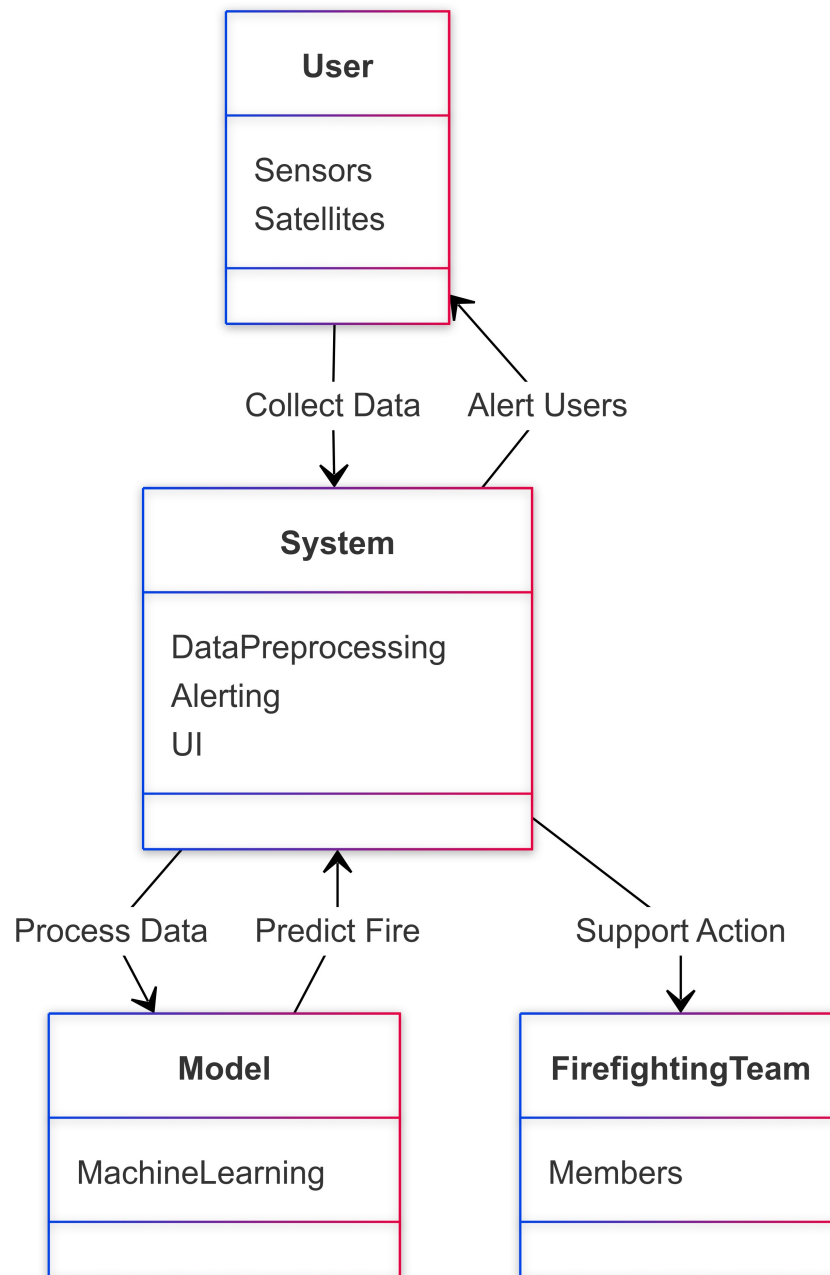 User
Sensors
Satellites
Collect Data
Alert Users
System
DataPreprocessing
Alerting
UI
Process Data
Predict Fire
Support Action
Model
FirefightingTeam
MachineLearning
Members